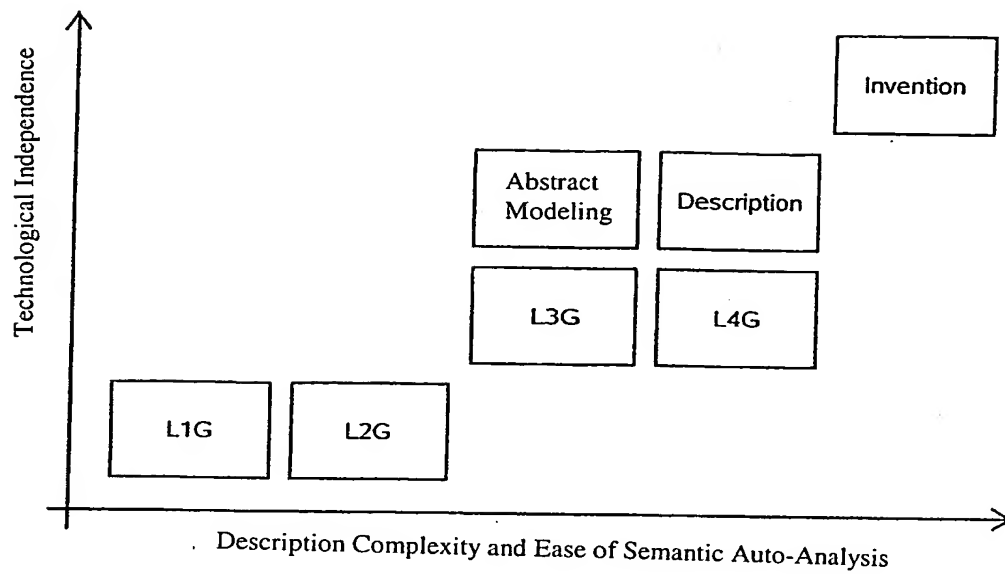 Technological Independence
Invention
Abstract
Modeling
Description
L3G
L4G
L1G
L2G
Description Complexity and Ease of Semantic Auto-Analysis